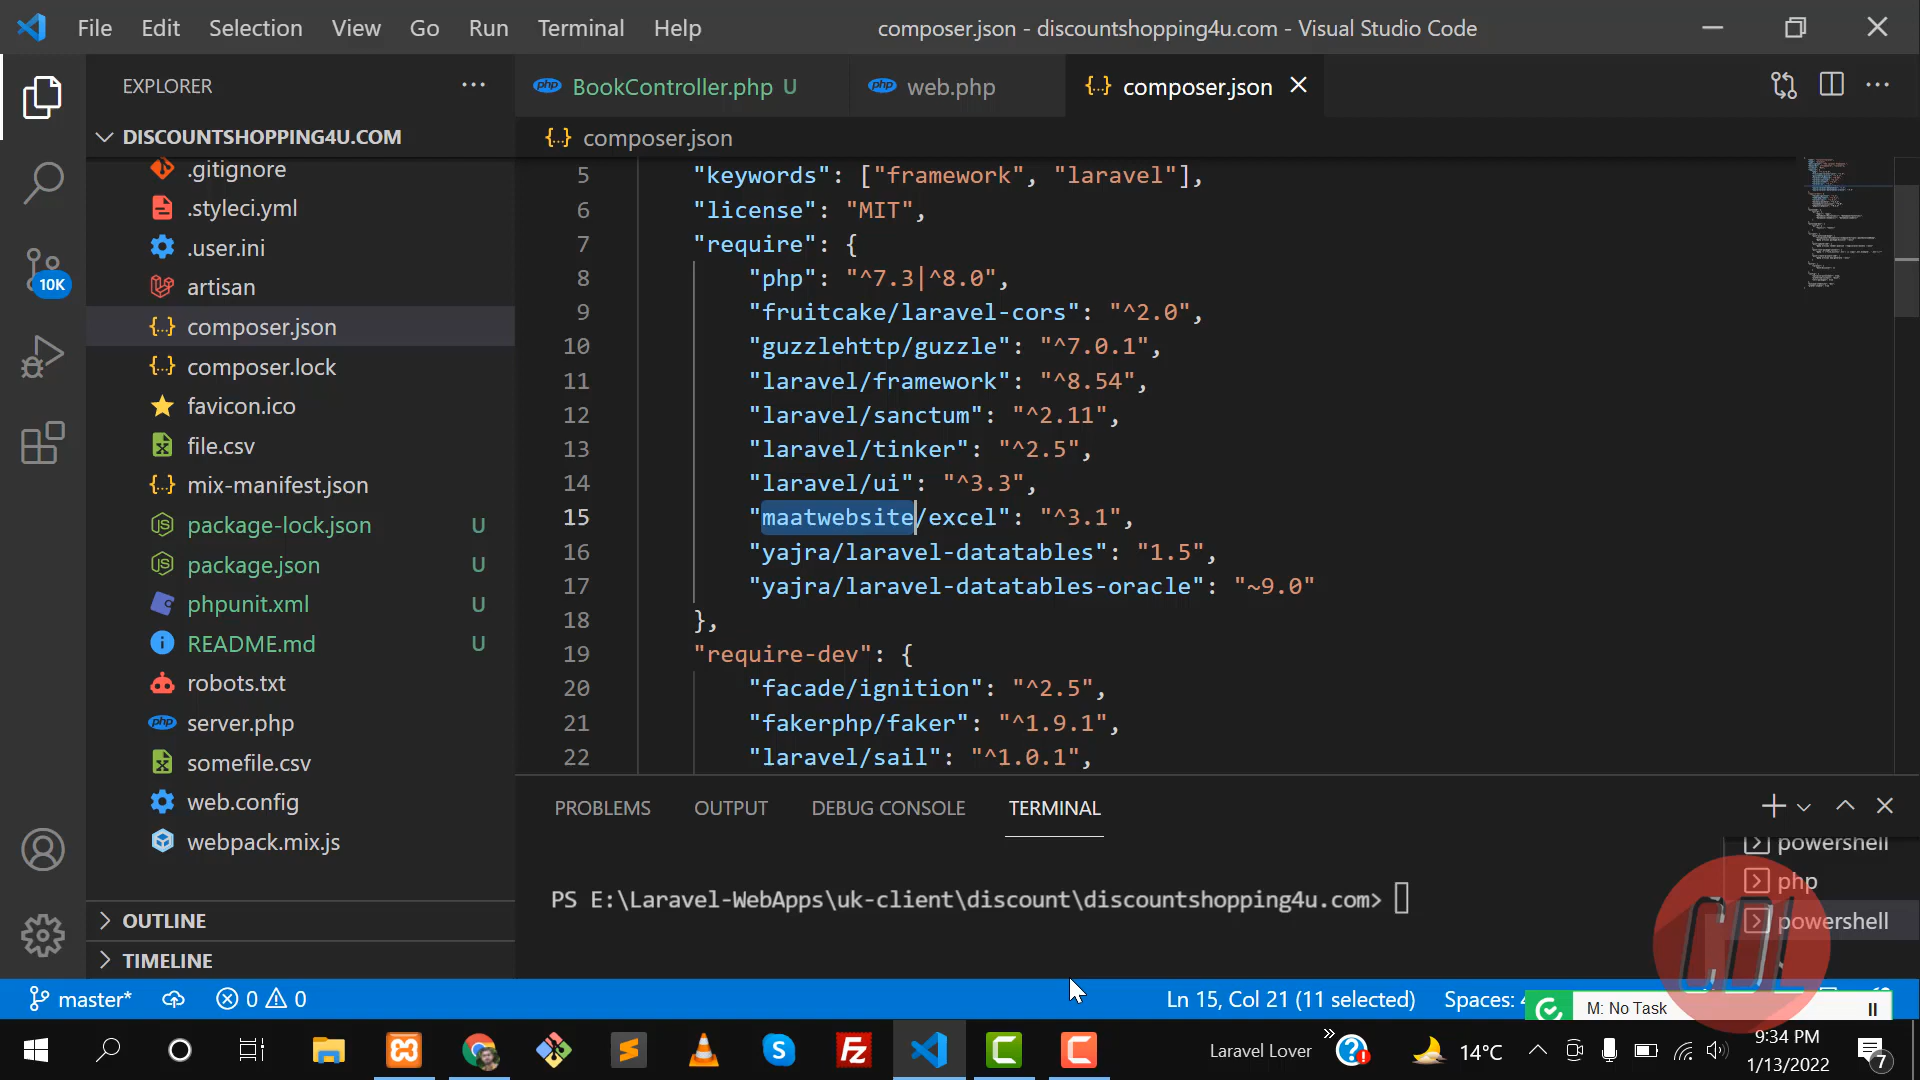 File Edit Selection View Go Run Terminal Help
composer.json - discountshopping4u.com - Visual Studio Code
EXPLORER
DISCOUNTSHOPPING4U.COM
.gitignore
.styleci.yml
.user.ini
artisan
composer.json
composer.lock
favicon.ico
file.csv
mix-manifest.json
package-lock.json U
package.json U
phpunit.xml U
README.md U
robots.txt
server.php
somefile.csv
web.config
webpack.mix.js
OUTLINE
TIMELINE
10K
php BookController.php U
php web.php
{..} composer.json
{..} composer.json
5 "keywords": ["framework", "laravel"],
6 "license": "MIT",
7 "require": {
8 "php": "^7.3|^8.0",
9 "fruitcake/laravel-cors": "^2.0",
10 "guzzlehttp/guzzle": "^7.0.1",
11 "laravel/framework": "^8.54",
12 "laravel/sanctum": "^2.11",
13 "laravel/tinker": "^2.5",
14 "laravel/ui": "^3.3",
15 "maatwebsite/excel": "^3.1",
16 "yajra/laravel-datatables": "1.5",
17 "yajra/laravel-datatables-oracle": "~9.0"
18 },
19 "require-dev": {
20 "facade/ignition": "^2.5",
21 "fakerphp/faker": "^1.9.1",
22 "laravel/sail": "^1.0.1",
PROBLEMS OUTPUT DEBUG CONSOLE TERMINAL
PS E:\Laravel-WebApps\uk-client\discount\discountshopping4u.com>
powershell
php
powershell
master* 0 0
Ln 15, Col 21 (11 selected) Spaces:
M: No Task
Laravel Lover
14°C
9:34 PM
1/13/2022
7